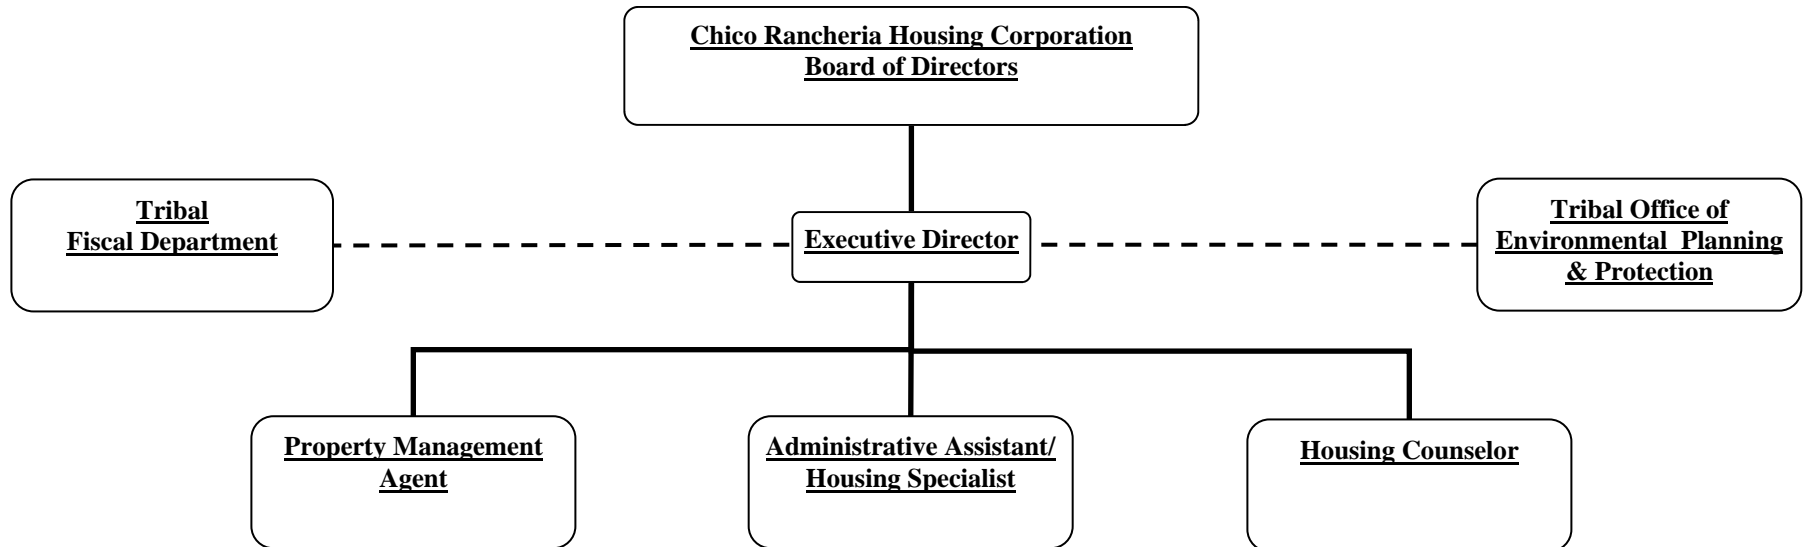 Chico Rancheria Housing Corporation
Board of Directors
Tribal
Fiscal Department
Executive Director
Tribal Office of
Environmental Planning
& Protection
Property Management
Agent
Administrative Assistant/
Housing Specialist
Housing Counselor